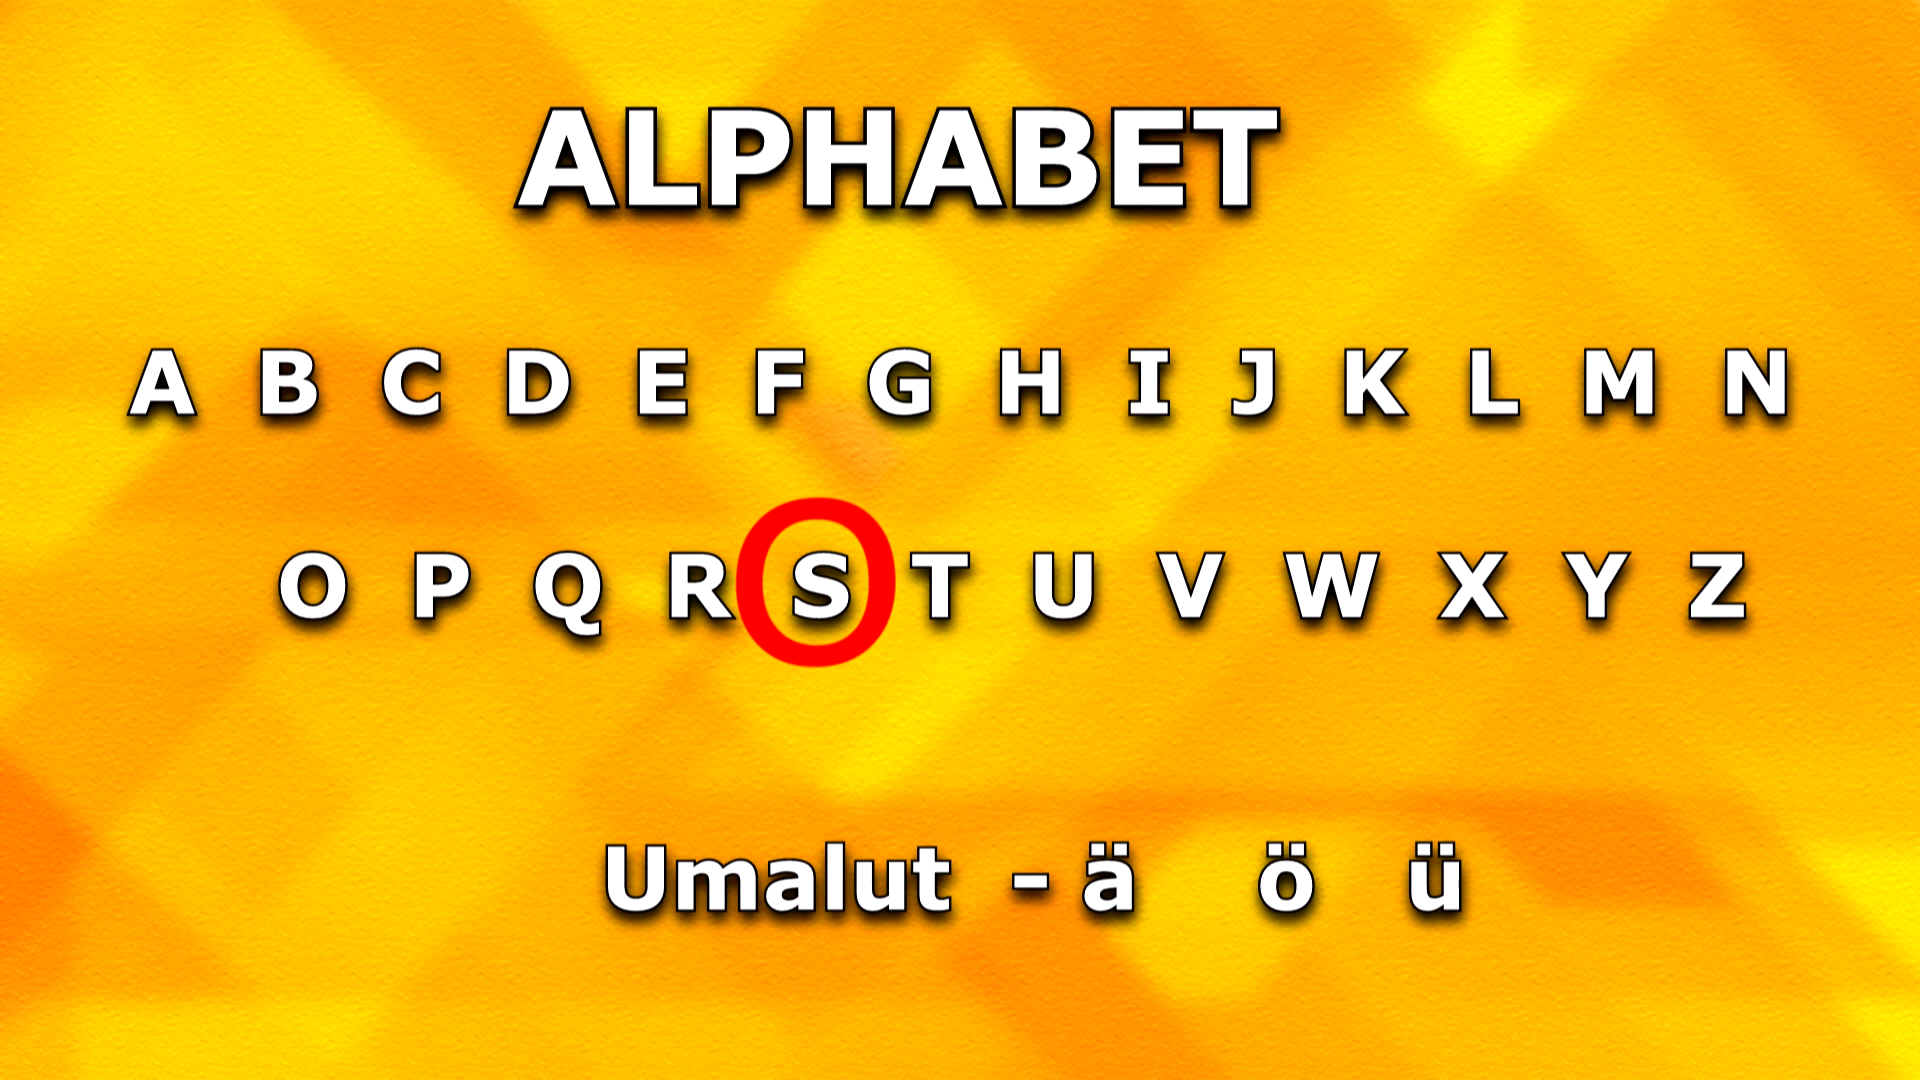 ALPHABET
A B C D E F G H I J K L M N
O P Q R S T U V W X Y Z
Umalut - ä ö ü